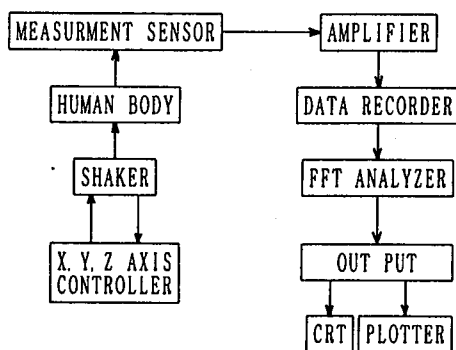 MEASURMENT SENSOR
AMPLIFIER
HUMAN BODY
DATA RECORDER
SHAKER
FFT ANALYZER
X, Y, Z AXIS
CONTROLLER
OUT PUT
CRT
PLOTTER